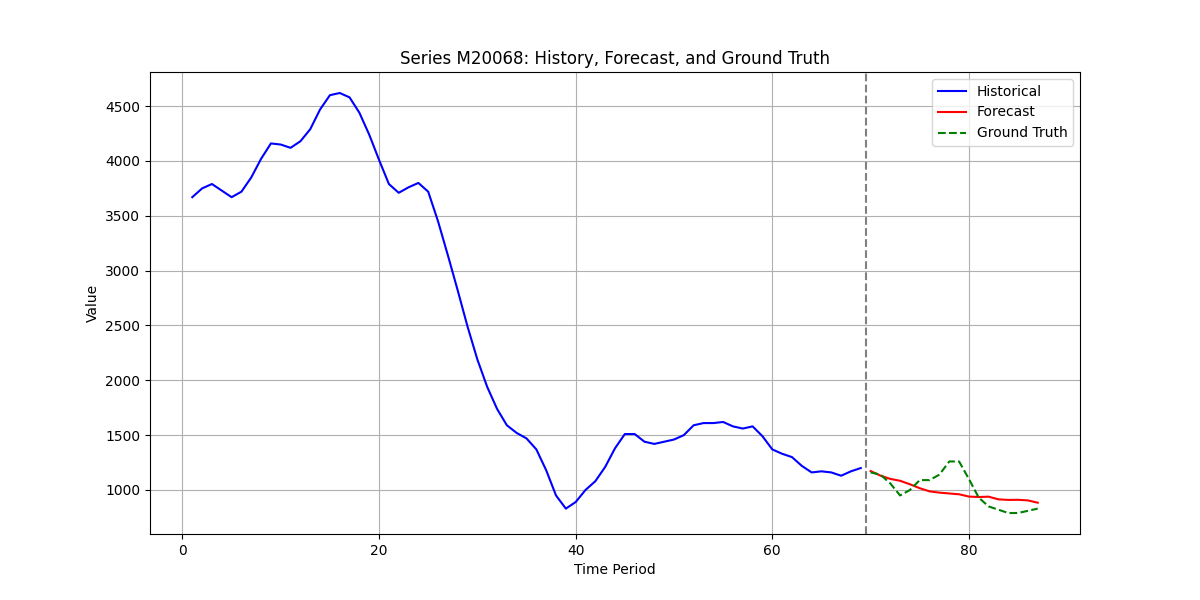 Series M20068: History, Forecast, and Ground Truth
Historical
Forecast
Ground Truth
4500
4000
3500
3000
2500
2000
1500
1000
Value
0 20 40 60 80
Time Period